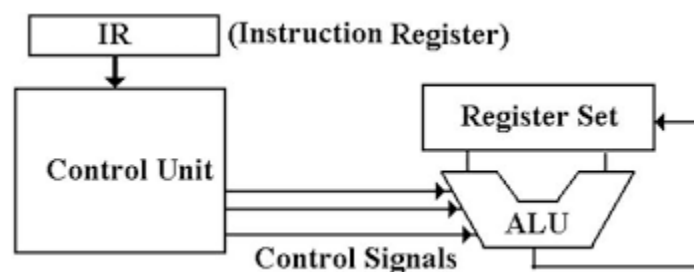 IR
(Instruction Register)
Register Set
Control Unit
ALU
Control Signals